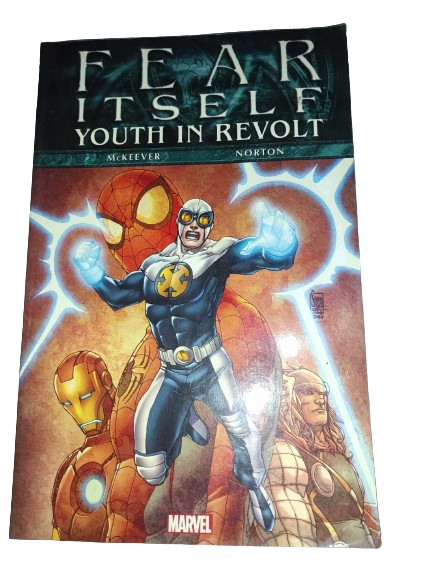 FEAR
ITSELF
YOUTH IN REVOLT
McKEEVER NORTON
MARVEL